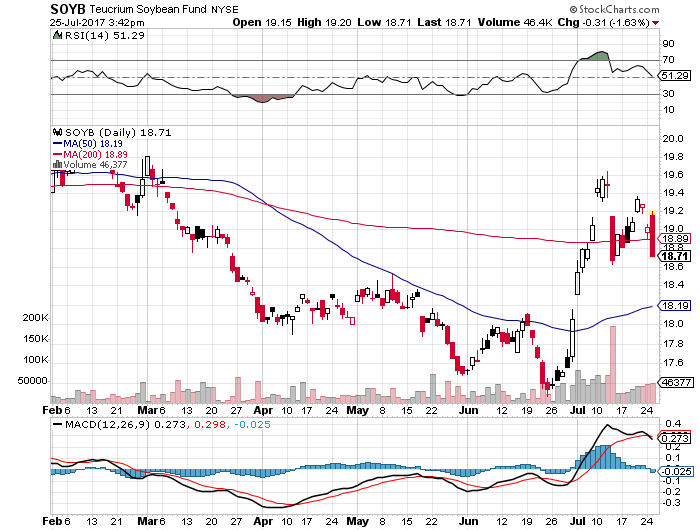 SOYB Teucrium Soybean Fund NYSE © StockCharts.com
25-Jul-2017 3:42pm Open 19.15 High 19.20 Low 18.71 Last 18.71 Volume 46.4K Chg -0.31 (-1.63%)
RSI(14) 51.29
90
70
51.29
30
10
SOYB (Daily) 18.71
MA(50) 18.19
MA(200) 18.89
Volume 46,377
20.0
19.8
19.6
19.4
19.2
19.0
18.89
18.8
18.71
18.6
18.4
18.19
18.0
17.8
17.6
200K
150K
100K
50000
46377
Feb 6 13 21 27 Mar 6 13 20 27 Apr 10 17 24 May 8 15 22 Jun 12 19 26 Jul 10 17 24
MACD(12,26,9) 0.273, 0.298, -0.025
0.4
0.273
0.2
0.1
-0.025
-0.1
-0.2
-0.3
Feb 6 13 21 27 Mar 6 13 20 27 Apr 10 17 24 May 8 15 22 Jun 12 19 26 Jul 10 17 24